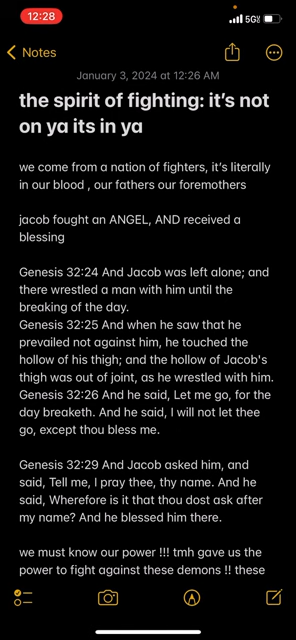 12:28
5G
Notes
January 3, 2024 at 12:26 AM
the spirit of fighting: it's not
on ya its in ya
we come from a nation of fighters, it's literally
in our blood , our fathers our foremothers
jacob fought an ANGEL, AND received a
blessing
Genesis 32:24 And Jacob was left alone; and
there wrestled a man with him until the
breaking of the day.
Genesis 32:25 And when he saw that he
prevailed not against him, he touched the
hollow of his thigh; and the hollow of Jacob's
thigh was out of joint, as he wrestled with him.
Genesis 32:26 And he said, Let me go, for the
day breaketh. And he said, I will not let thee
go, except thou bless me.
Genesis 32:29 And Jacob asked him, and
said, Tell me, I pray thee, thy name. And he
said, Wherefore is it that thou dost ask after
my name? And he blessed him there.
we must know our power !!! tmh gave us the
power to fight against these demons !! these